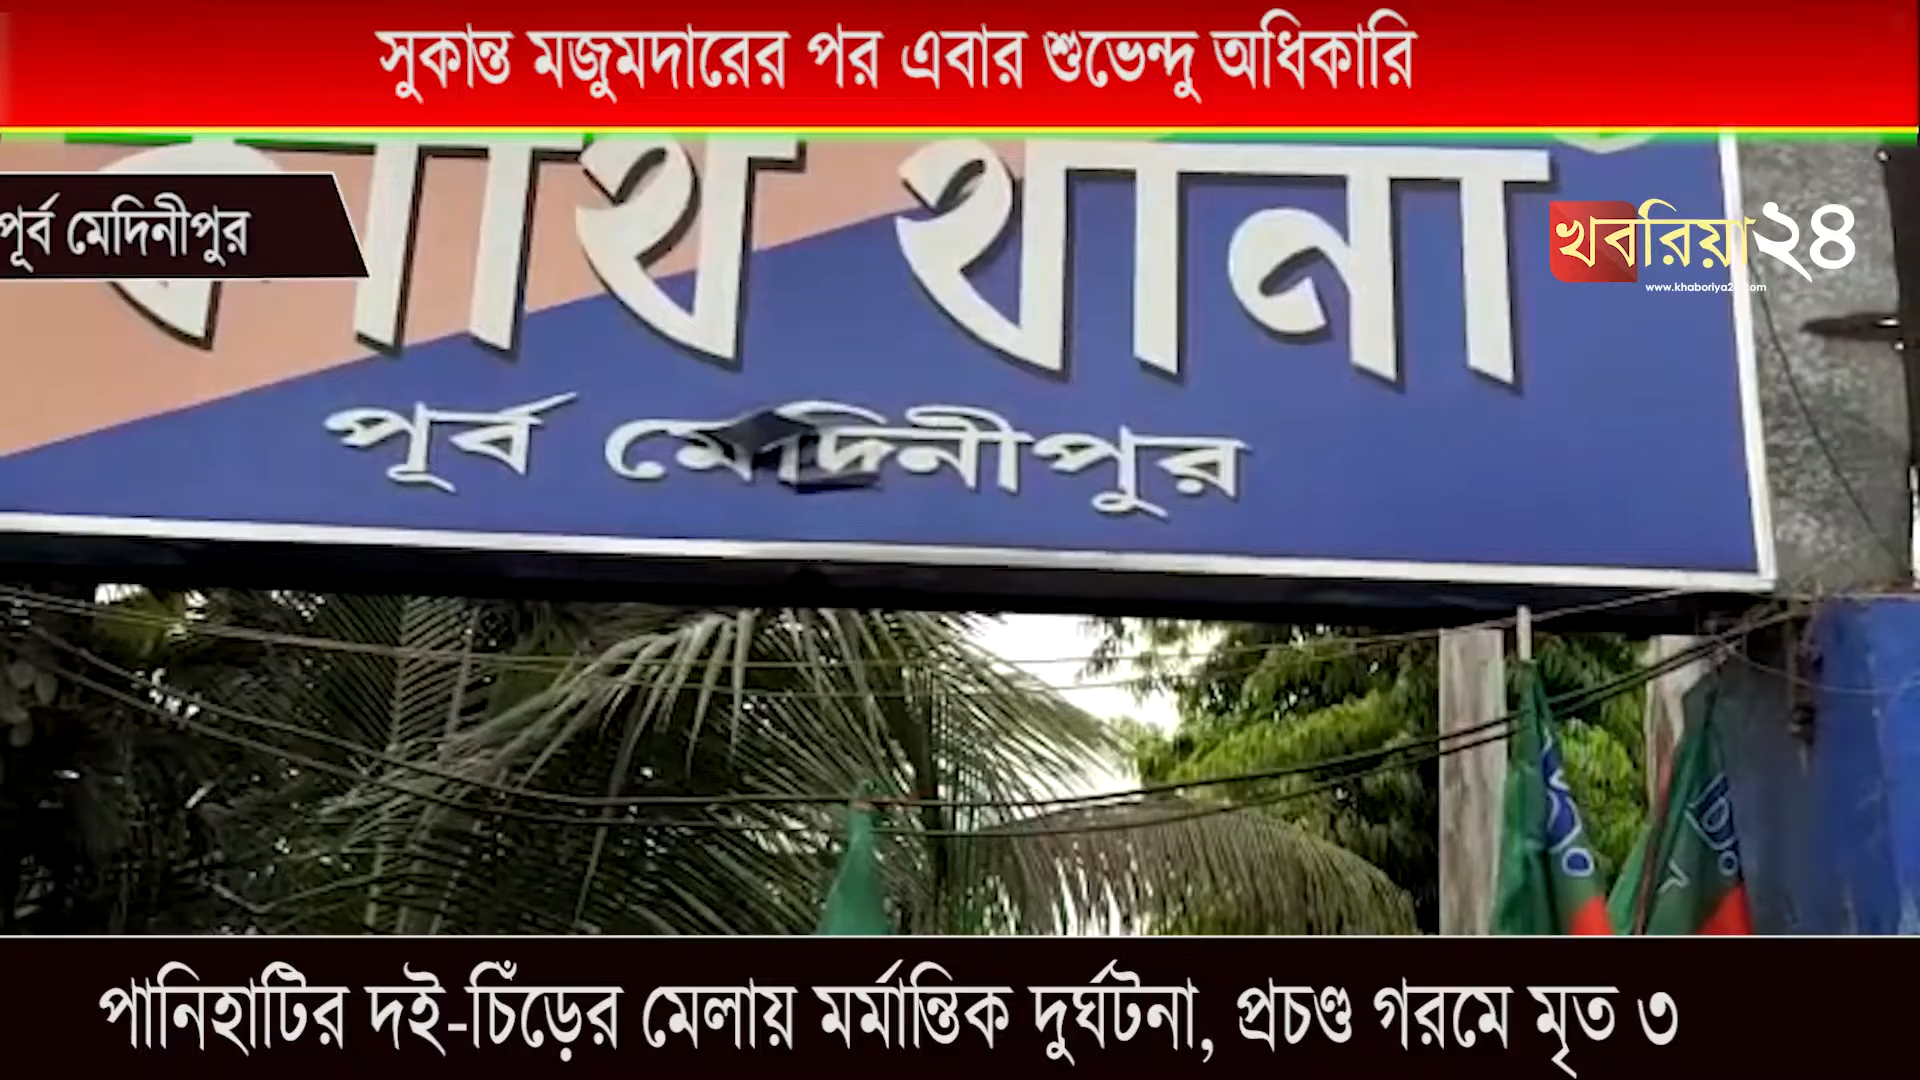 সুকান্ত মজুমদারের পর এবার শুভেন্দু অধিকারি
থানা
পূর্ব মেদিনীপুর
খবরিয়া২৪
পূর্ব মেদিনীপুর
পানিহাটির দই-চিঁড়ের মেলায় মর্মান্তিক দুর্ঘটনা, প্রচণ্ড গরমে মৃত ৩